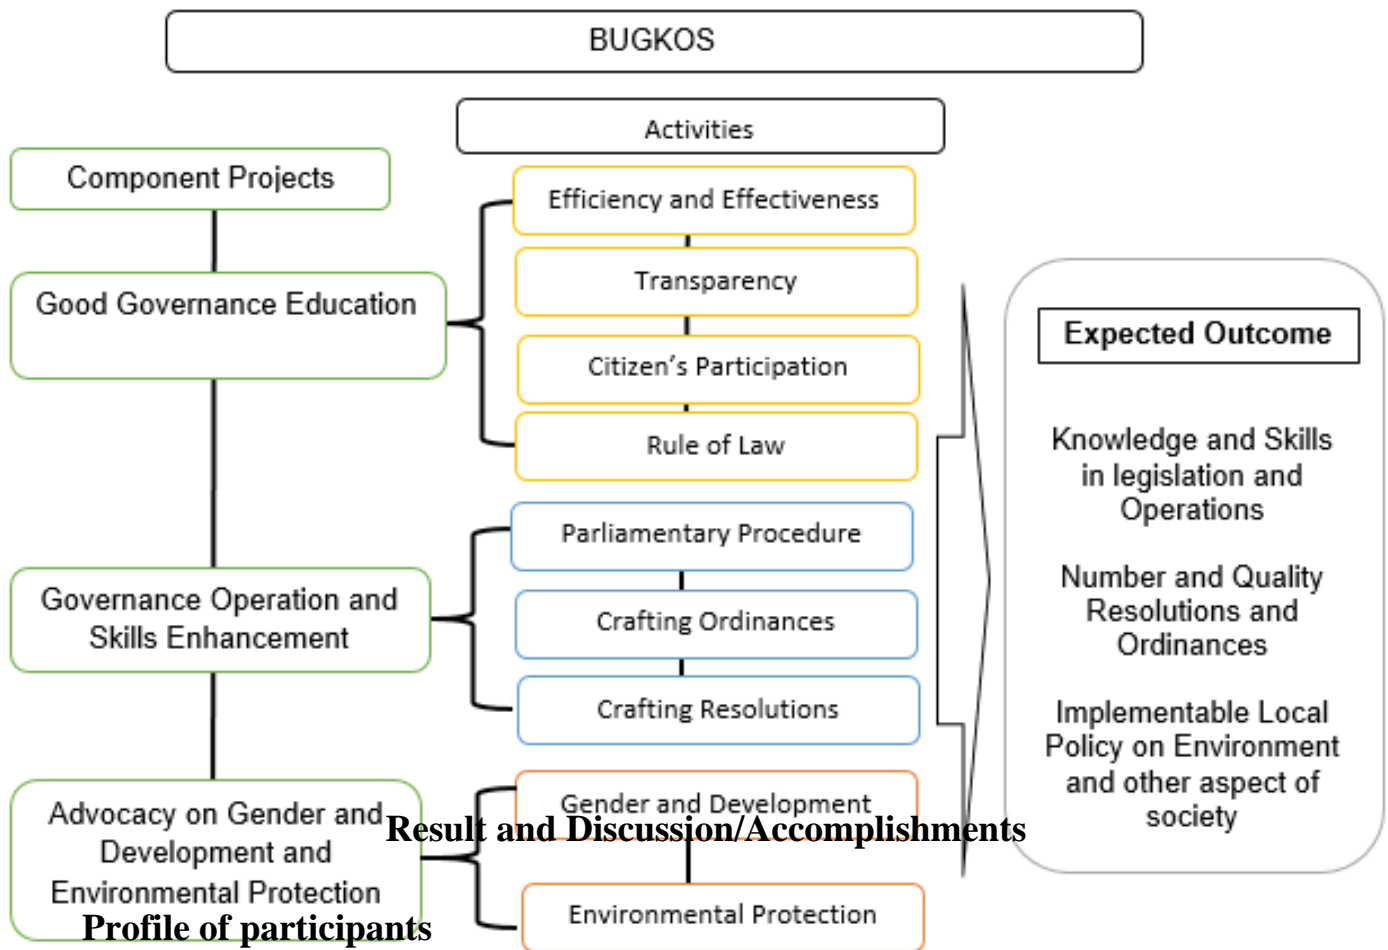 BUGKOS
Activities
Component Projects
Efficiency and Effectiveness
Transparency
Good Governance Education
Citizen's Participation
Rule of Law
Parliamentary Procedure
Governance Operation and
Skills Enhancement
Crafting Ordinances
Crafting Resolutions
Advocacy on Gender and
Development and
Environmental Protection
Gender and Development
Environmental Protection
Expected Outcome
Knowledge and Skills
in legislation and
Operations
Number and Quality
Resolutions and
Ordinances
Implementable Local
Policy on Environment
and other aspect of
society
Result and Discussion/Accomplishments
Profile of participants